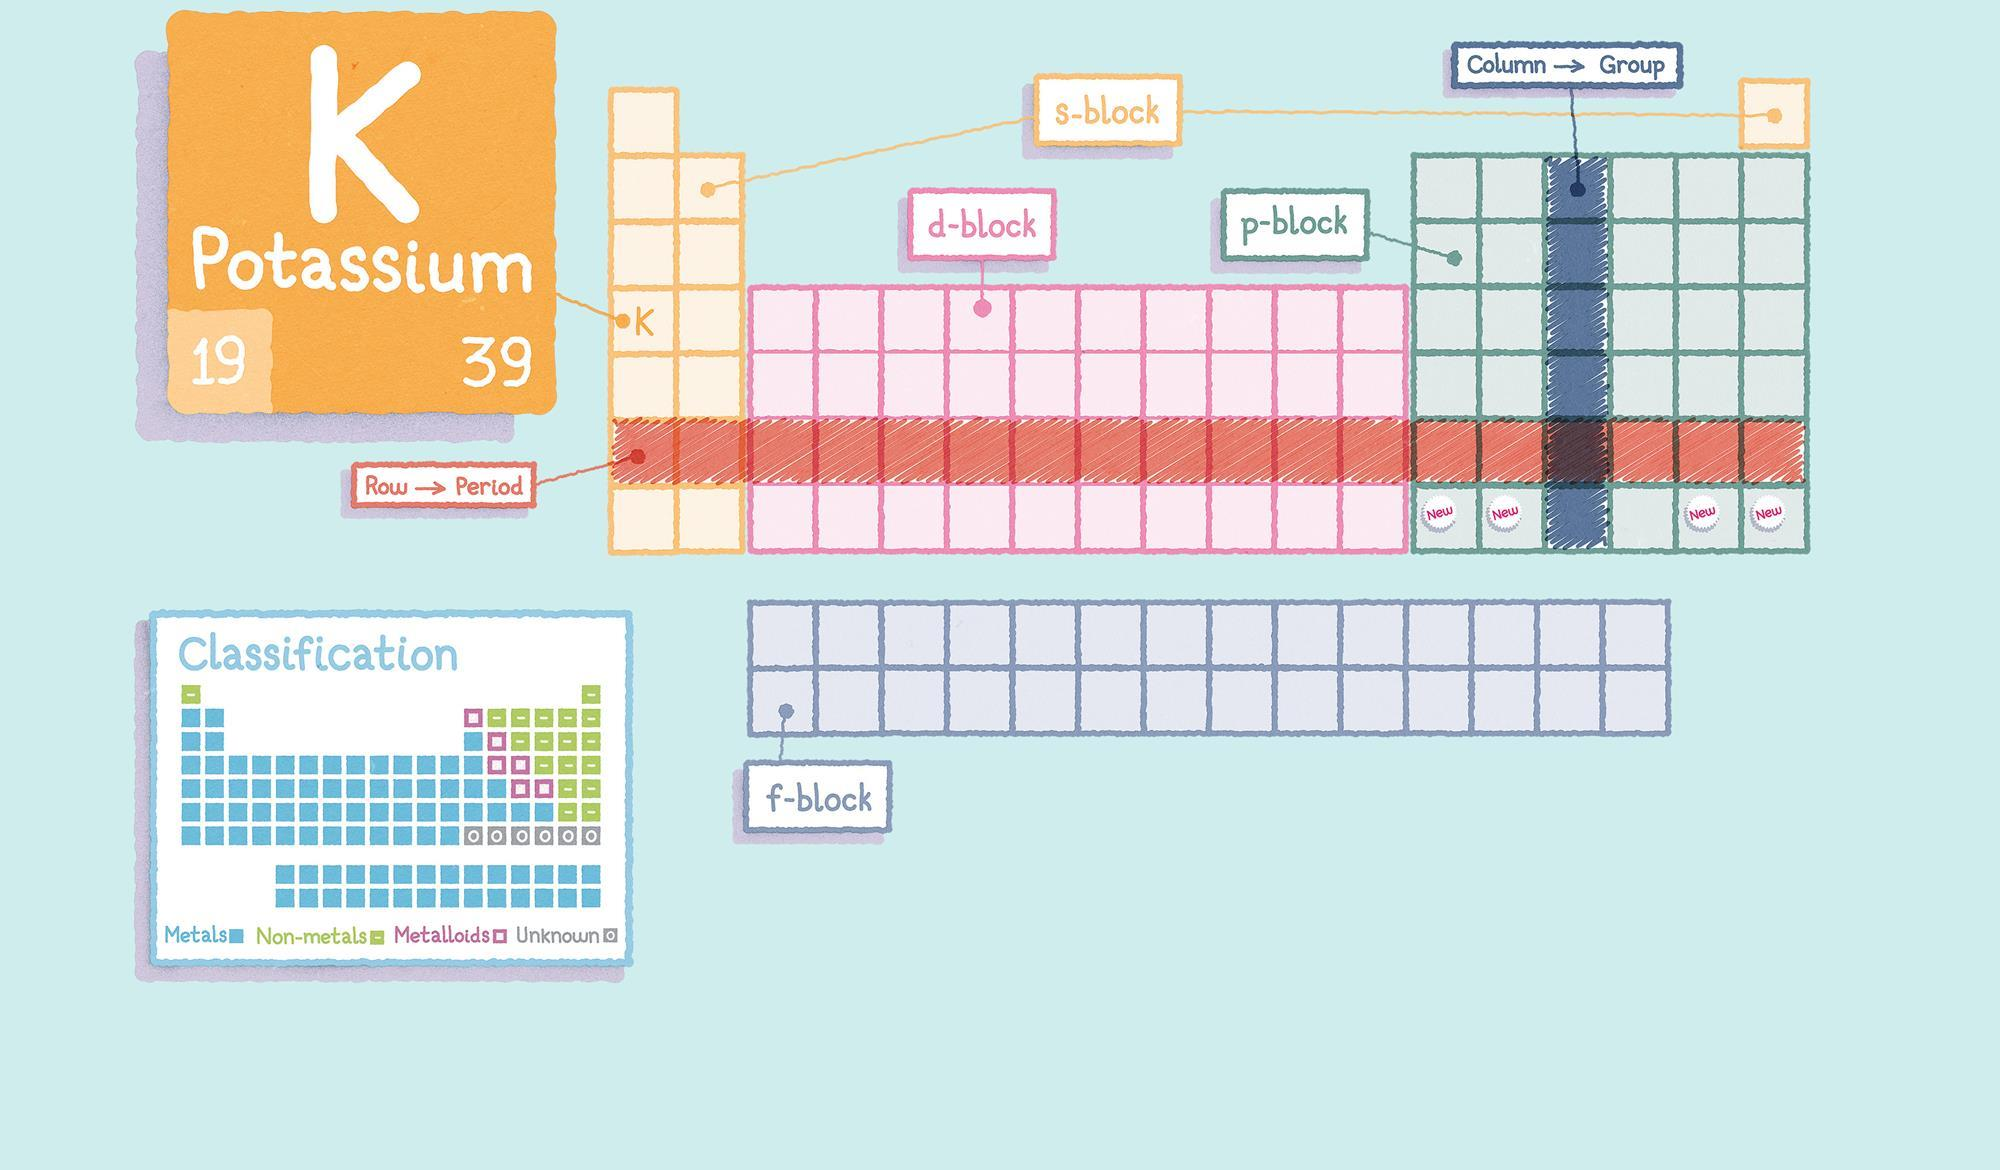 K
Potassium
19 39
Column → Group
s-block
d-block
p-block
K
Row → Period
New New New New
Classification
f-block
Metals Non-metals Metalloids Unknown